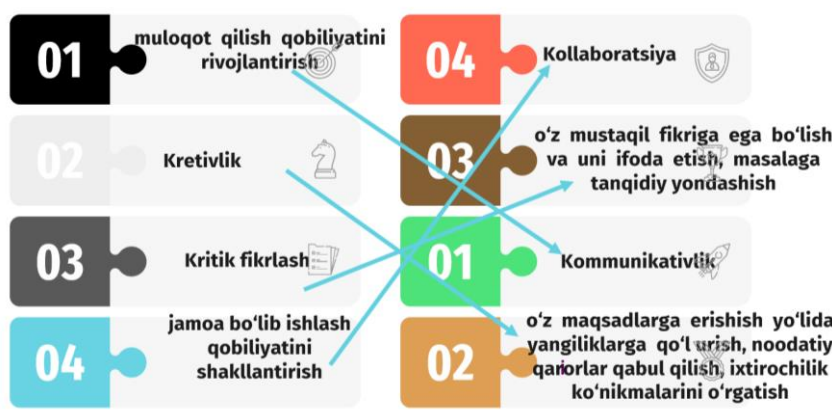 01
muloqot qilish qobiliyatini
rivojlantirish
02
Kretivlik
03
Kritik fikrlash
04
jamoa bo‘lib ishlash
qobiliyatini
shakllantirish
04
Kollaboratsiya
03
o‘z mustaqil fikriga ega bo‘lish
va uni ifoda etish, masalaga
tanqidiy yondashish
01
Kommunikativlik
02
o‘z maqsadlarga erishish yo‘lida
yangiliklarga qo‘l urish, noodatiy
qarorlar qabul qilish, ixtirochilik
ko‘nikmalarini o‘rgatish